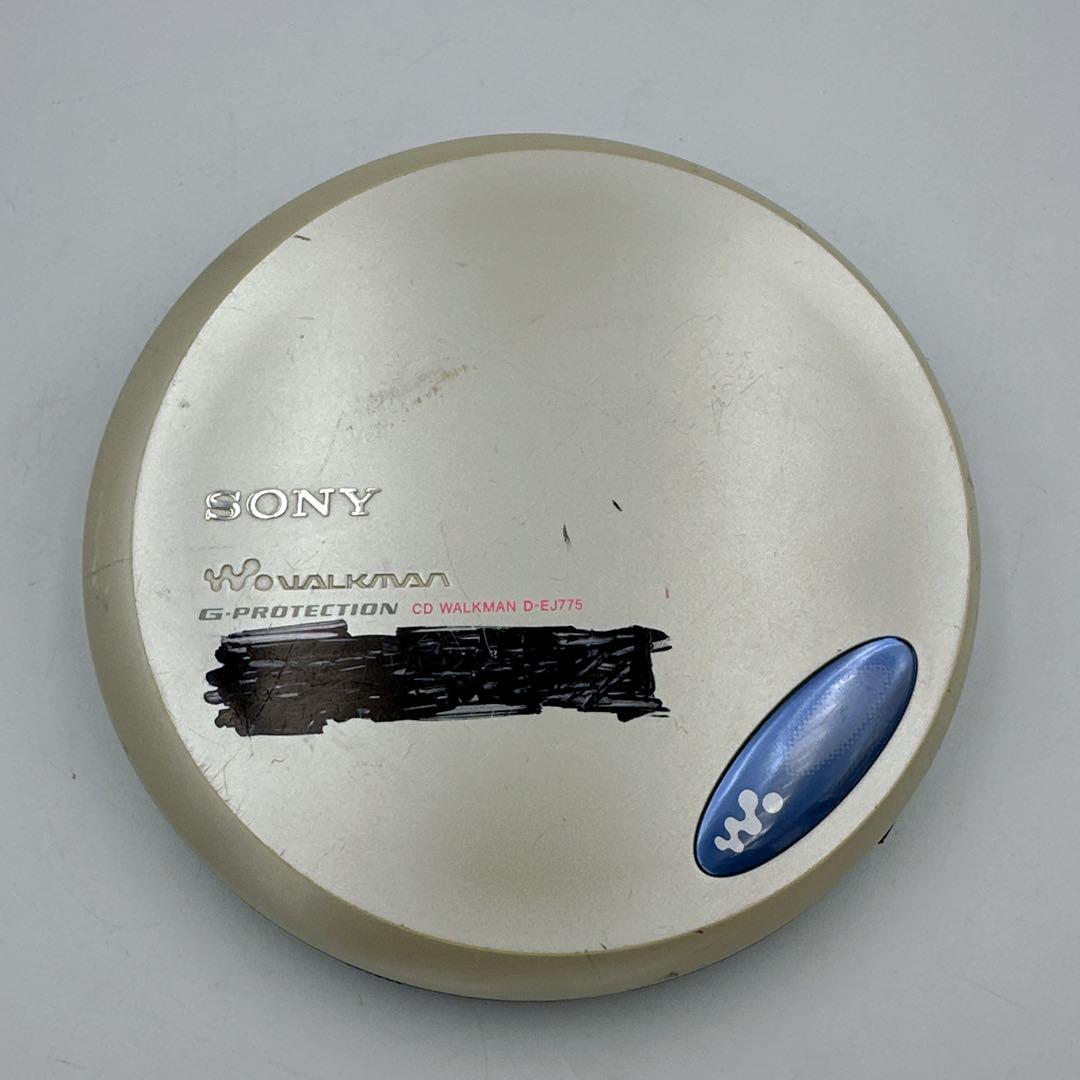 SONY
WALKMAN
G-PROTECTION CD WALKMAN D-EJ775